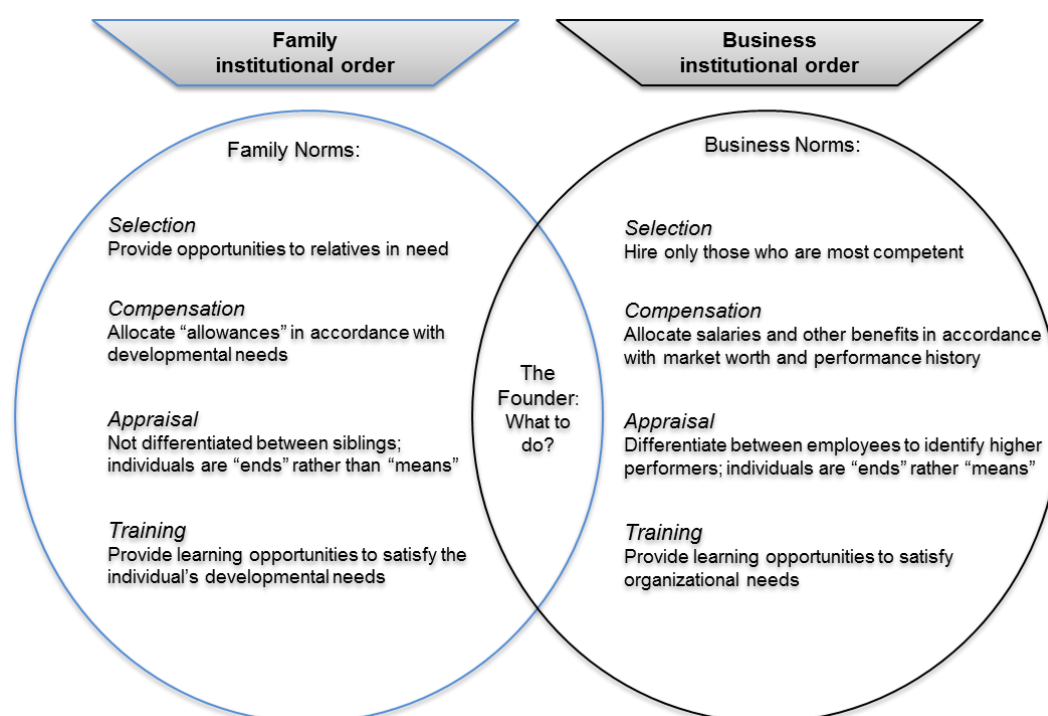 Family
institutional order
Business
institutional order
Family Norms:
Selection
Provide opportunities to relatives in need
Compensation
Allocate “allowances” in accordance with
developmental needs
Appraisal
Not differentiated between siblings;
individuals are “ends” rather than “means”
Training
Provide learning opportunities to satisfy the
individual’s developmental needs
The
Founder:
What to
do?
Business Norms:
Selection
Hire only those who are most competent
Compensation
Allocate salaries and other benefits in accordance
with market worth and performance history
Appraisal
Differentiate between employees to identify higher
performers; individuals are “ends” rather “means”
Training
Provide learning opportunities to satisfy
organizational needs